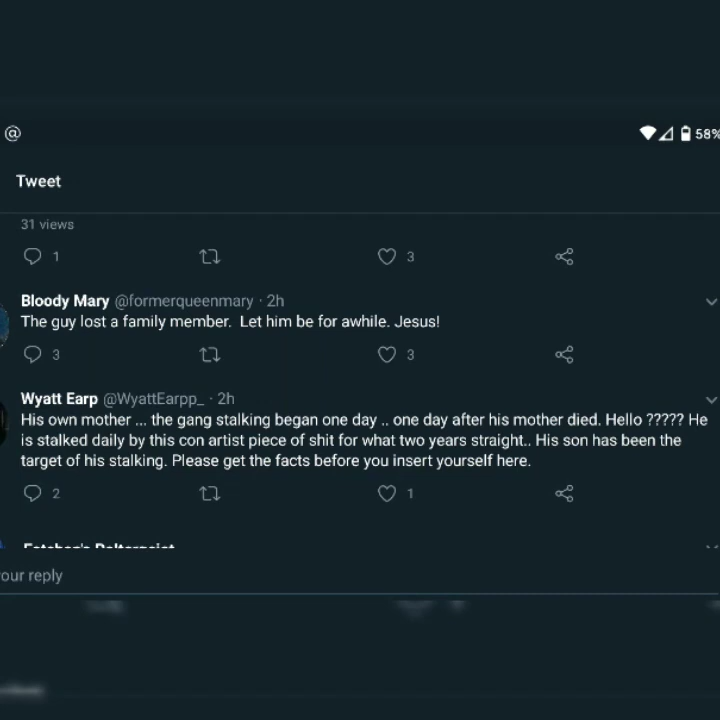 @ 58%
Tweet
31 views
1 3
Bloody Mary @formerqueenmary · 2h
The guy lost a family member. Let him be for awhile. Jesus!
3 3
Wyatt Earp @WyattEarpp_ · 2h
His own mother ... the gang stalking began one day .. one day after his mother died. Hello ????? He
is stalked daily by this con artist piece of shit for what two years straight.. His son has been the
target of his stalking. Please get the facts before you insert yourself here.
2 1
our reply